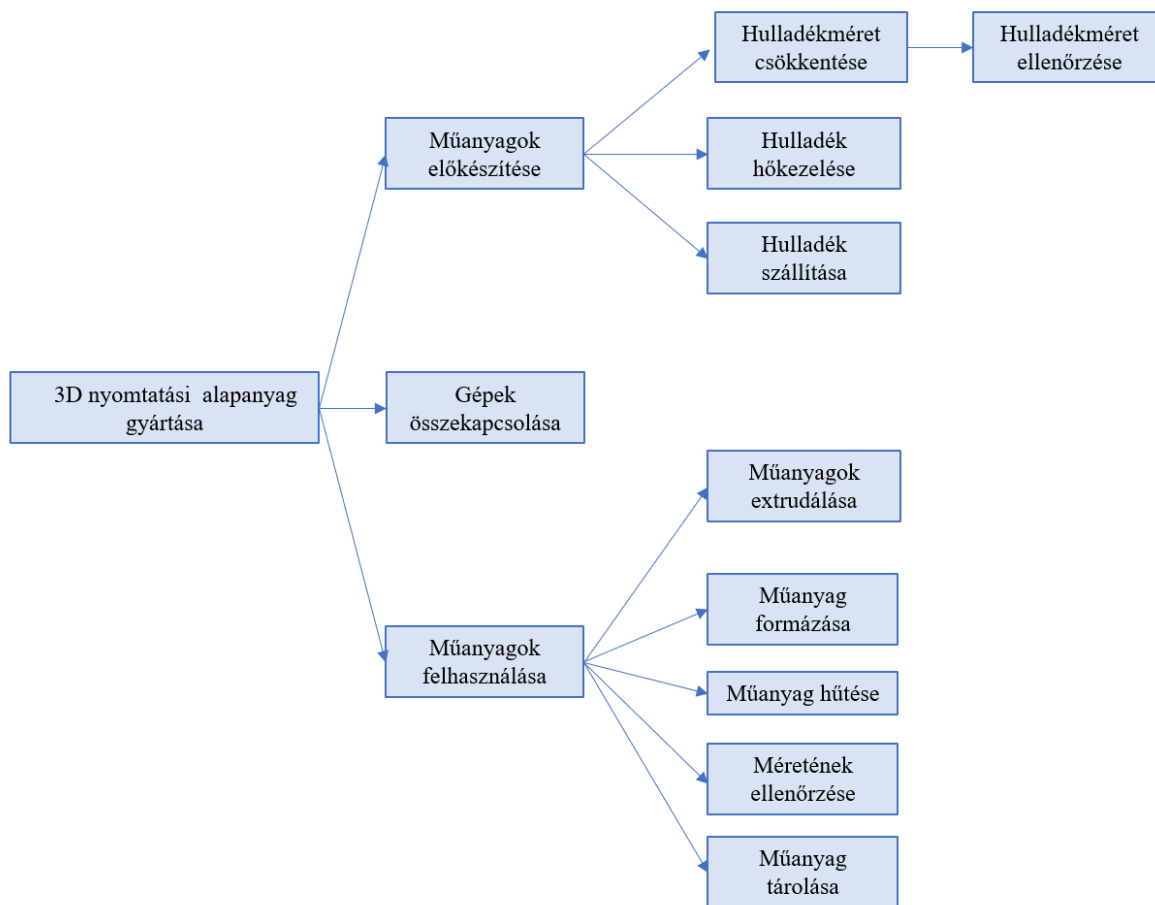 Hulladékméret
csökkentése
Hulladékméret
ellenőrzése
Műanyagok
előkészítése
Hulladék
hőkezelése
Hulladék
szállítása
3D nyomtatási  alapanyag
gyártása
Gépek
összekapcsolása
Műanyagok
extrudálása
Műanyag
formázása
Műanyagok
felhasználása
Műanyag hűtése
Méretének
ellenőrzése
Műanyag
tárolása